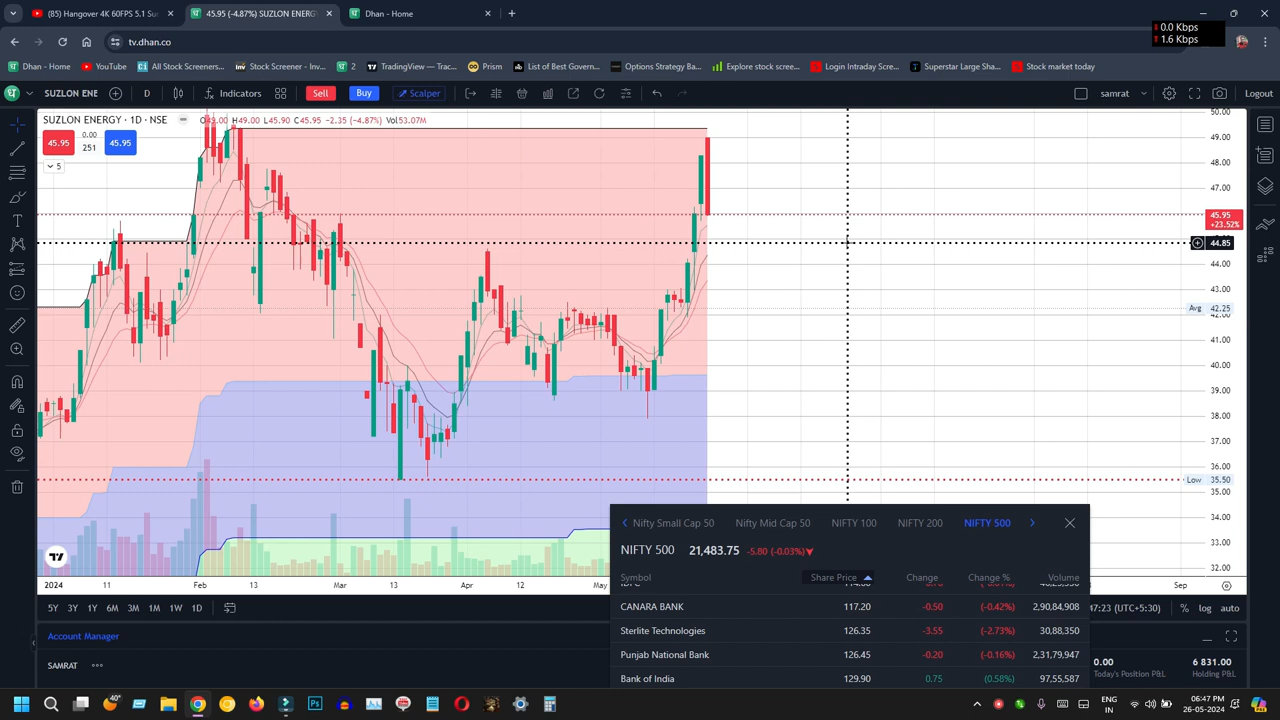 (85) Hangover 4K 60FPS 5.1 Sur
45.95 (-4.87%) SUZLON ENERGY
Dhan - Home
0.0 Kbps
1.6 Kbps
tv.dhan.co
Dhan - Home
YouTube
All Stock Screeners...
Stock Screener - Inv...
2
TradingView – Trac...
Prism
List of Best Govern...
Options Strategy Ba...
Explore stock scree...
Login Intraday Scre...
Superstar Large Sha...
Stock market today
SUZLON ENE
D
Indicators
Sell
Buy
Scalper
samrat
Logout
SUZLON ENERGY · 1D · NSE
H49.00 L45.90 C45.95 -2.35 (-4.87%) Vol53.07M
45.95
0.00
251
45.95
5
50.00
49.00
48.00
47.00
45.95
+23.52%
44.85
44.00
43.00
Avg 42.25
42.00
41.00
40.00
39.00
38.00
37.00
36.00
Low 35.50
35.00
34.00
33.00
32.00
2024
11
Feb
13
Mar
13
Apr
12
May
Sep
Nifty Small Cap 50
Nifty Mid Cap 50
NIFTY 100
NIFTY 200
NIFTY 500
NIFTY 500 21,483.75 -5.80 (-0.03%)
Symbol Share Price Change Change % Volume
CANARA BANK 117.20 -0.50 (-0.42%) 2,90,84,908
Sterlite Technologies 126.35 -3.55 (-2.73%) 30,88,350
Punjab National Bank 126.45 -0.20 (-0.16%) 2,31,79,947
Bank of India 129.90 0.75 (0.58%) 97,55,587
5Y 3Y 1Y 6M 3M 1M 1W 1D
47:23 (UTC+5:30)
% log auto
Account Manager
SAMRAT
0.00
Today's Position P&L
6 831.00
Holding P&L
40°
ENG
IN
06:47 PM
26-05-2024